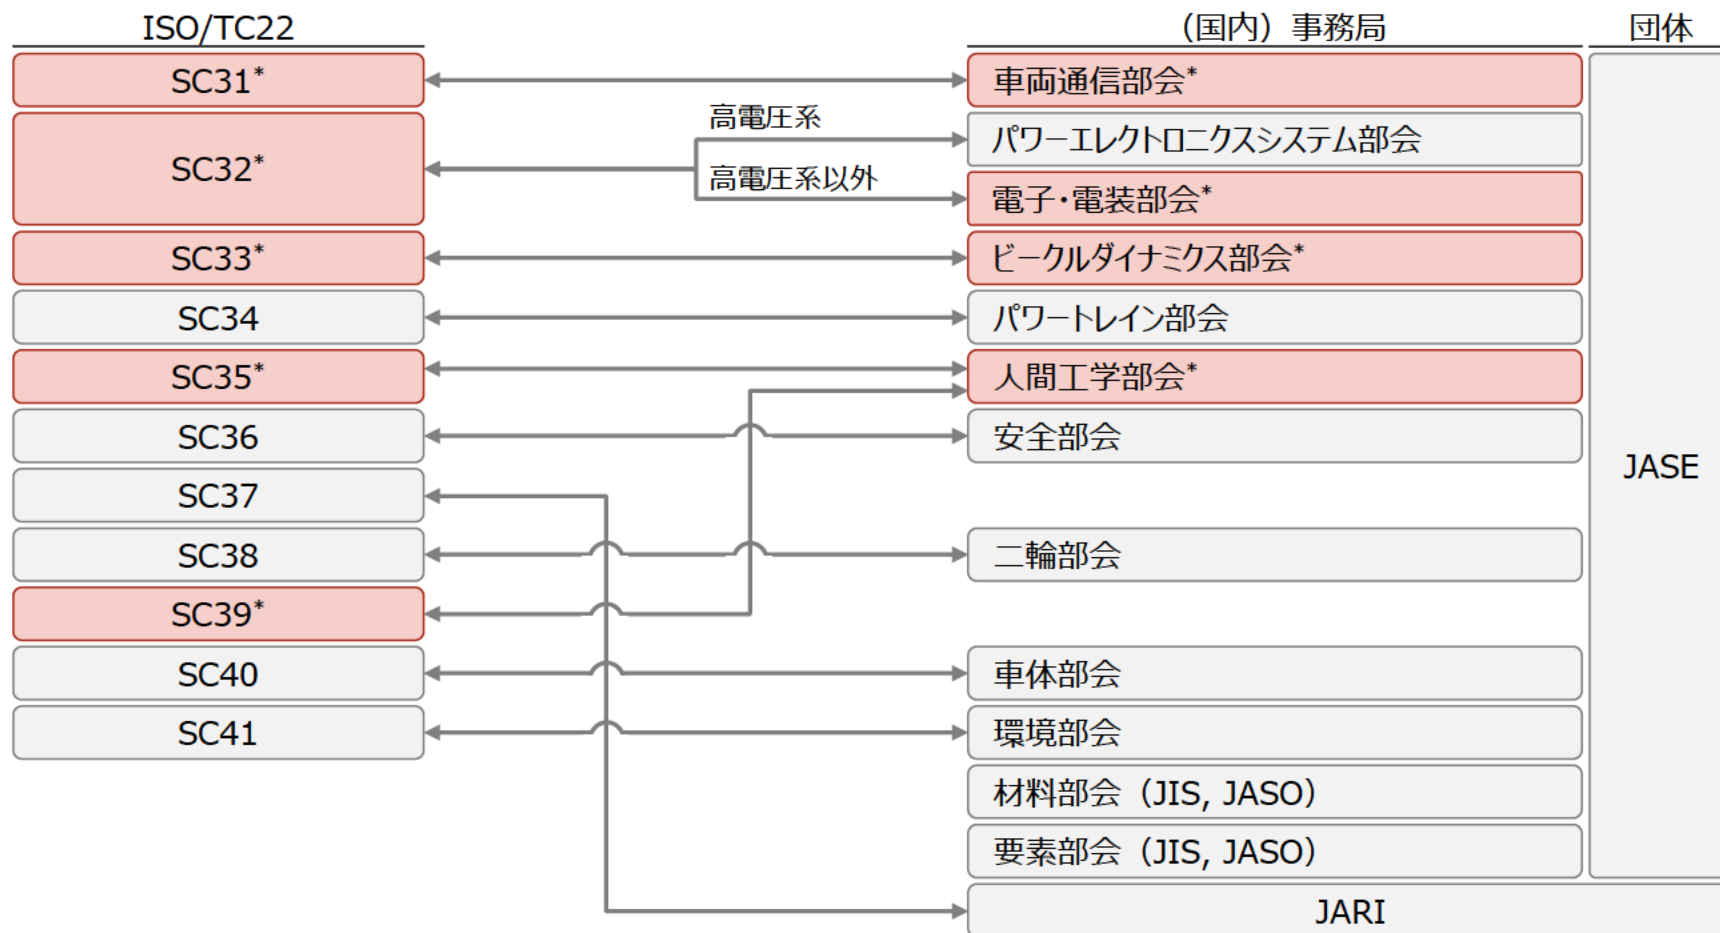 ISO/TC22
（国内）事務局
団体
SC31*
車両通信部会*
高電圧系
パワーエレクトロニクスシステム部会
SC32*
高電圧系以外
電子・電装部会*
SC33*
ビークルダイナミクス部会*
SC34
パワートレイン部会
SC35*
人間工学部会*
SC36
安全部会
JASE
SC37
SC38
二輪部会
SC39*
SC40
車体部会
SC41
環境部会
材料部会（JIS, JASO）
要素部会（JIS, JASO）
JARI